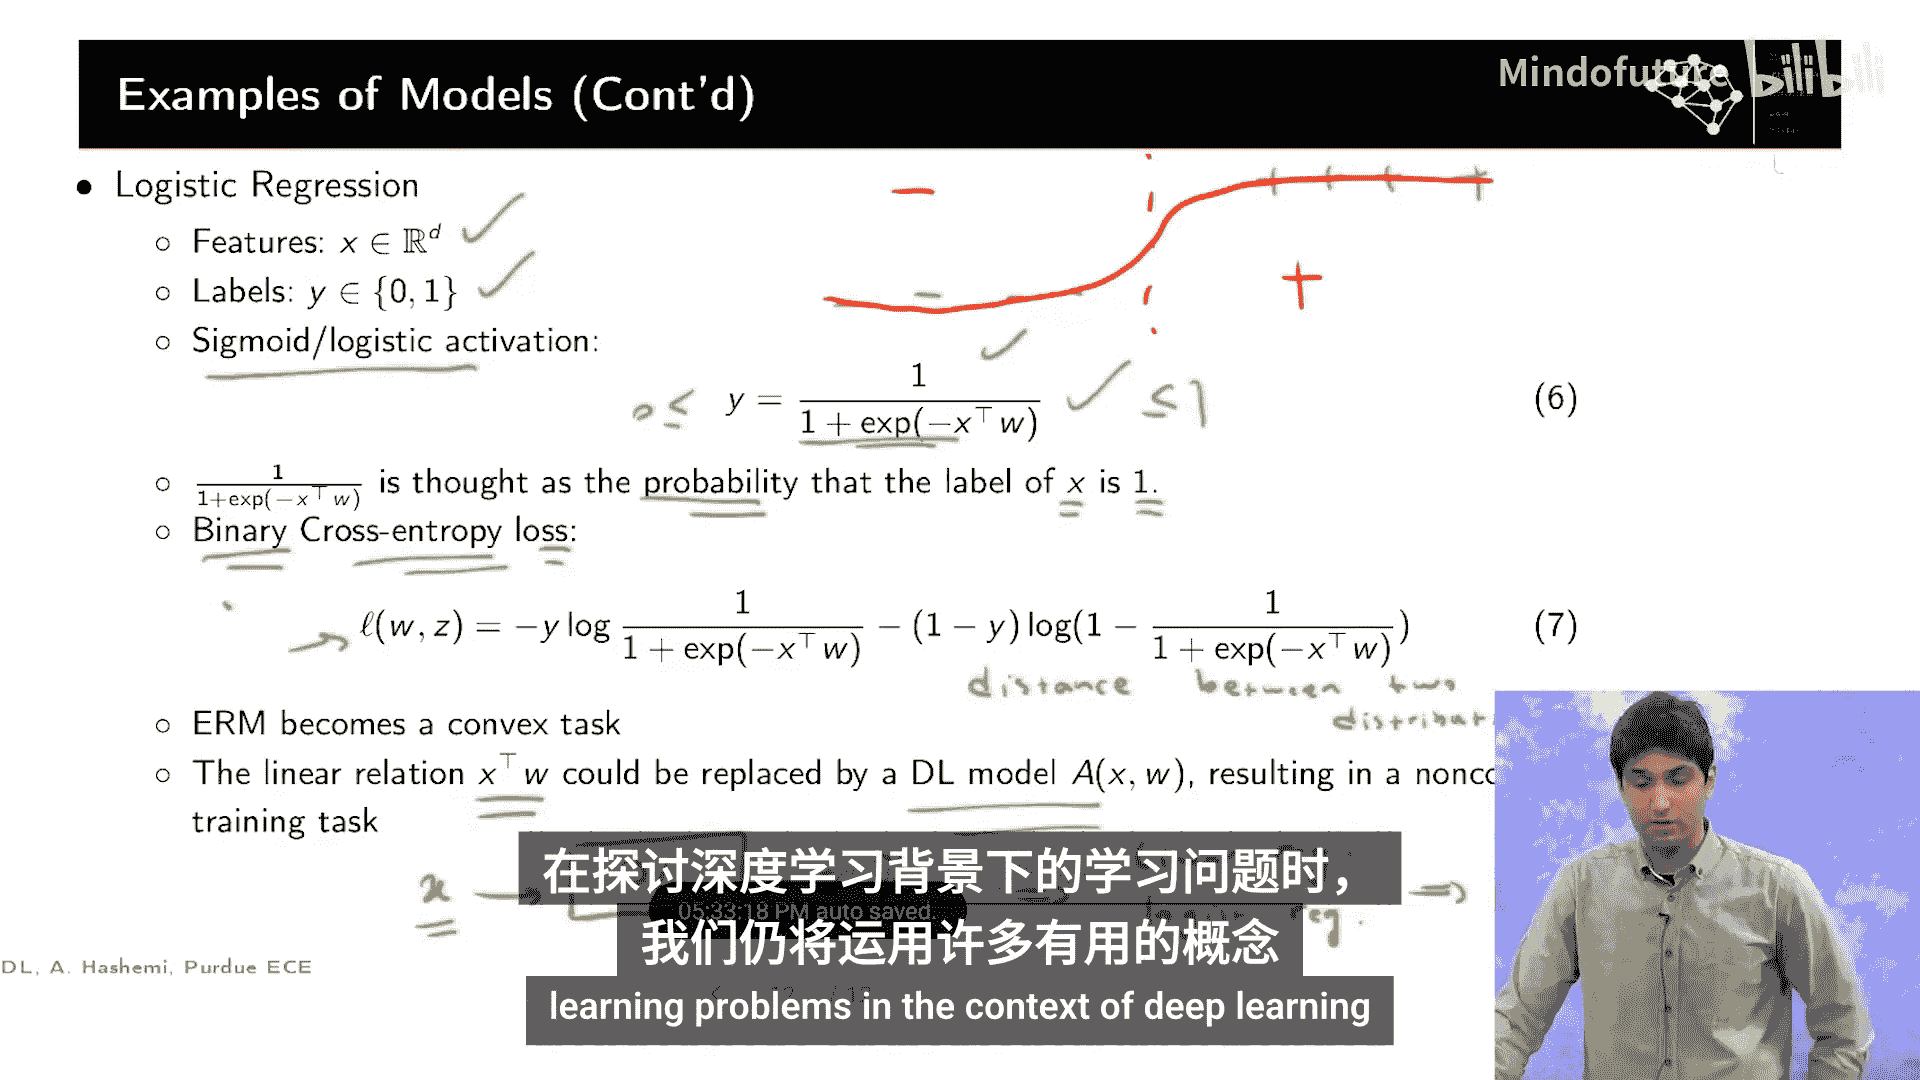 Mindofuture bilibili
Examples of Models (Cont'd)
• Logistic Regression
○ Features: x ∈ ℝᵈ
○ Labels: y ∈ {0, 1}
○ Sigmoid/logistic activation:
0 ≤ y = 1 / (1 + exp(−x⊤w)) ≤ 1 (6)
○ 1 / (1+exp(−x⊤w)) is thought as the probability that the label of x is 1.
○ Binary Cross-entropy loss:
ℓ(w, z) = −y log 1 / (1 + exp(−x⊤w)) − (1 − y) log(1 − 1 / (1 + exp(−x⊤w))) (7)
distance between two
distribut
○ ERM becomes a convex task
○ The linear relation x⊤w could be replaced by a DL model A(x, w), resulting in a nonco
training task
x
在探讨深度学习背景下的学习问题时，
05:33:18 PM auto saved
我们仍将运用许多有用的概念
DL, A. Hashemi, Purdue ECE
learning problems in the context of deep learning